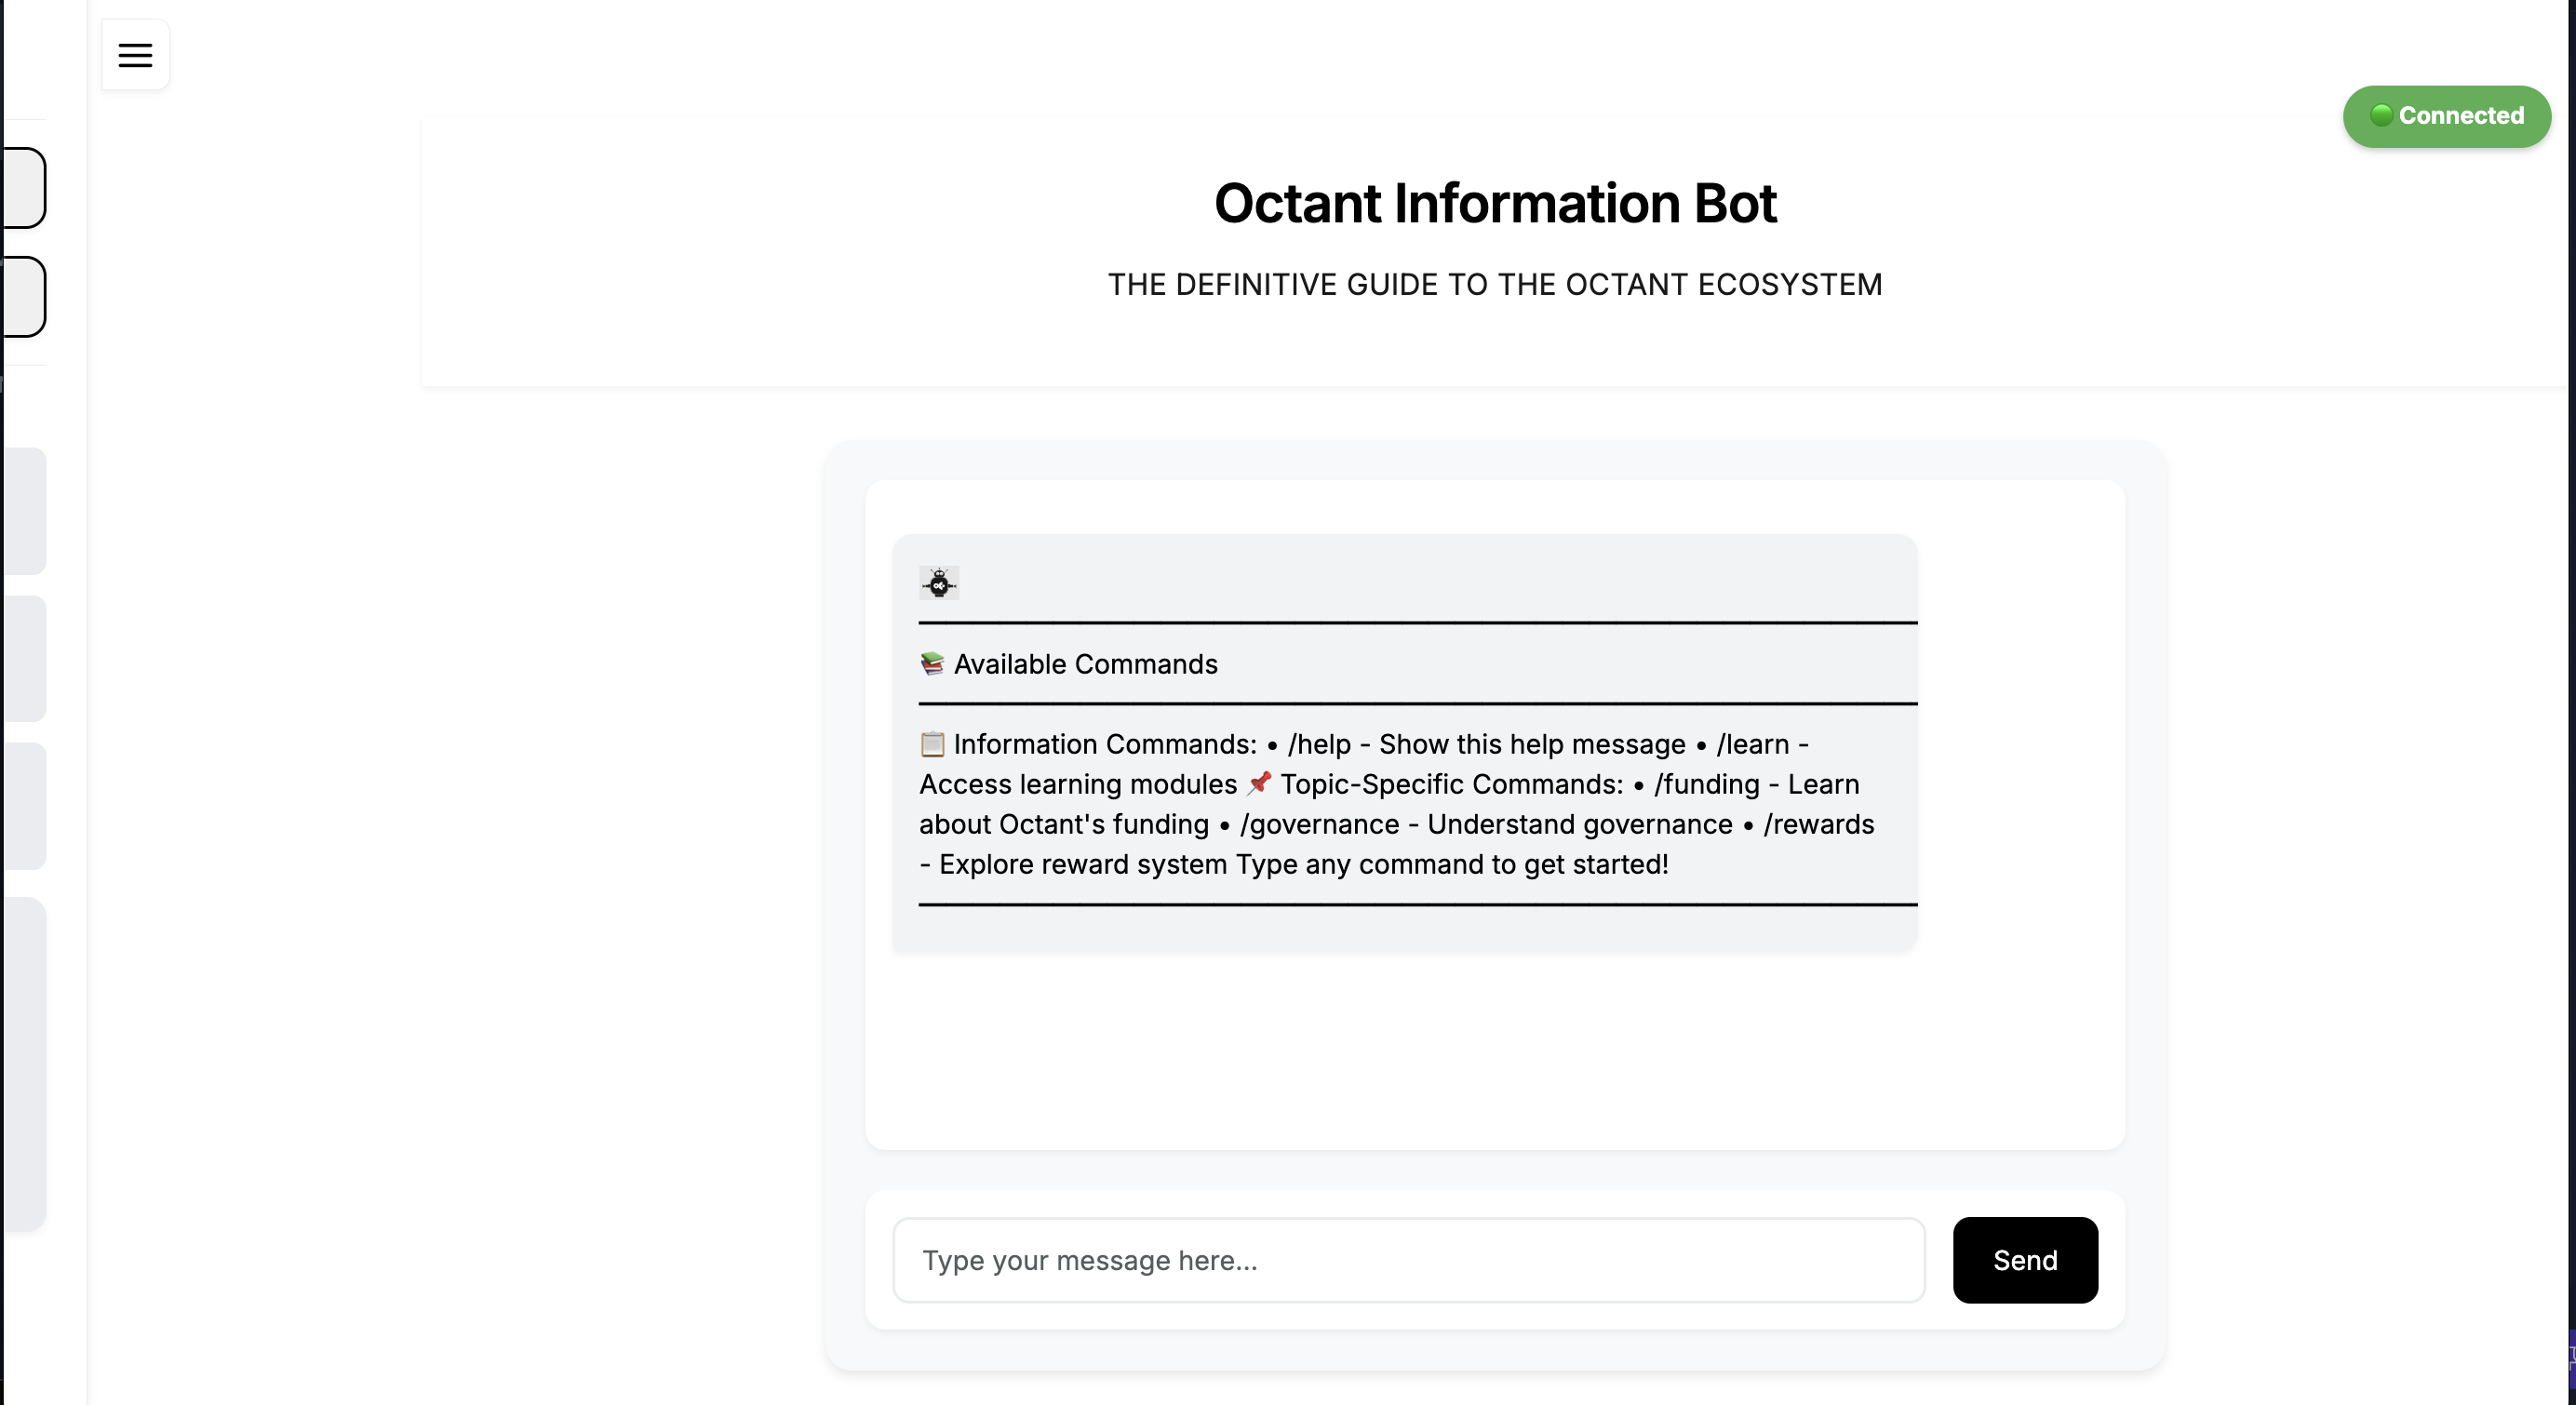 Connected
Octant Information Bot
THE DEFINITIVE GUIDE TO THE OCTANT ECOSYSTEM
📚 Available Commands
📋 Information Commands: • /help - Show this help message • /learn -
Access learning modules 📌 Topic-Specific Commands: • /funding - Learn
about Octant's funding • /governance - Understand governance • /rewards
- Explore reward system Type any command to get started!
Type your message here...
Send